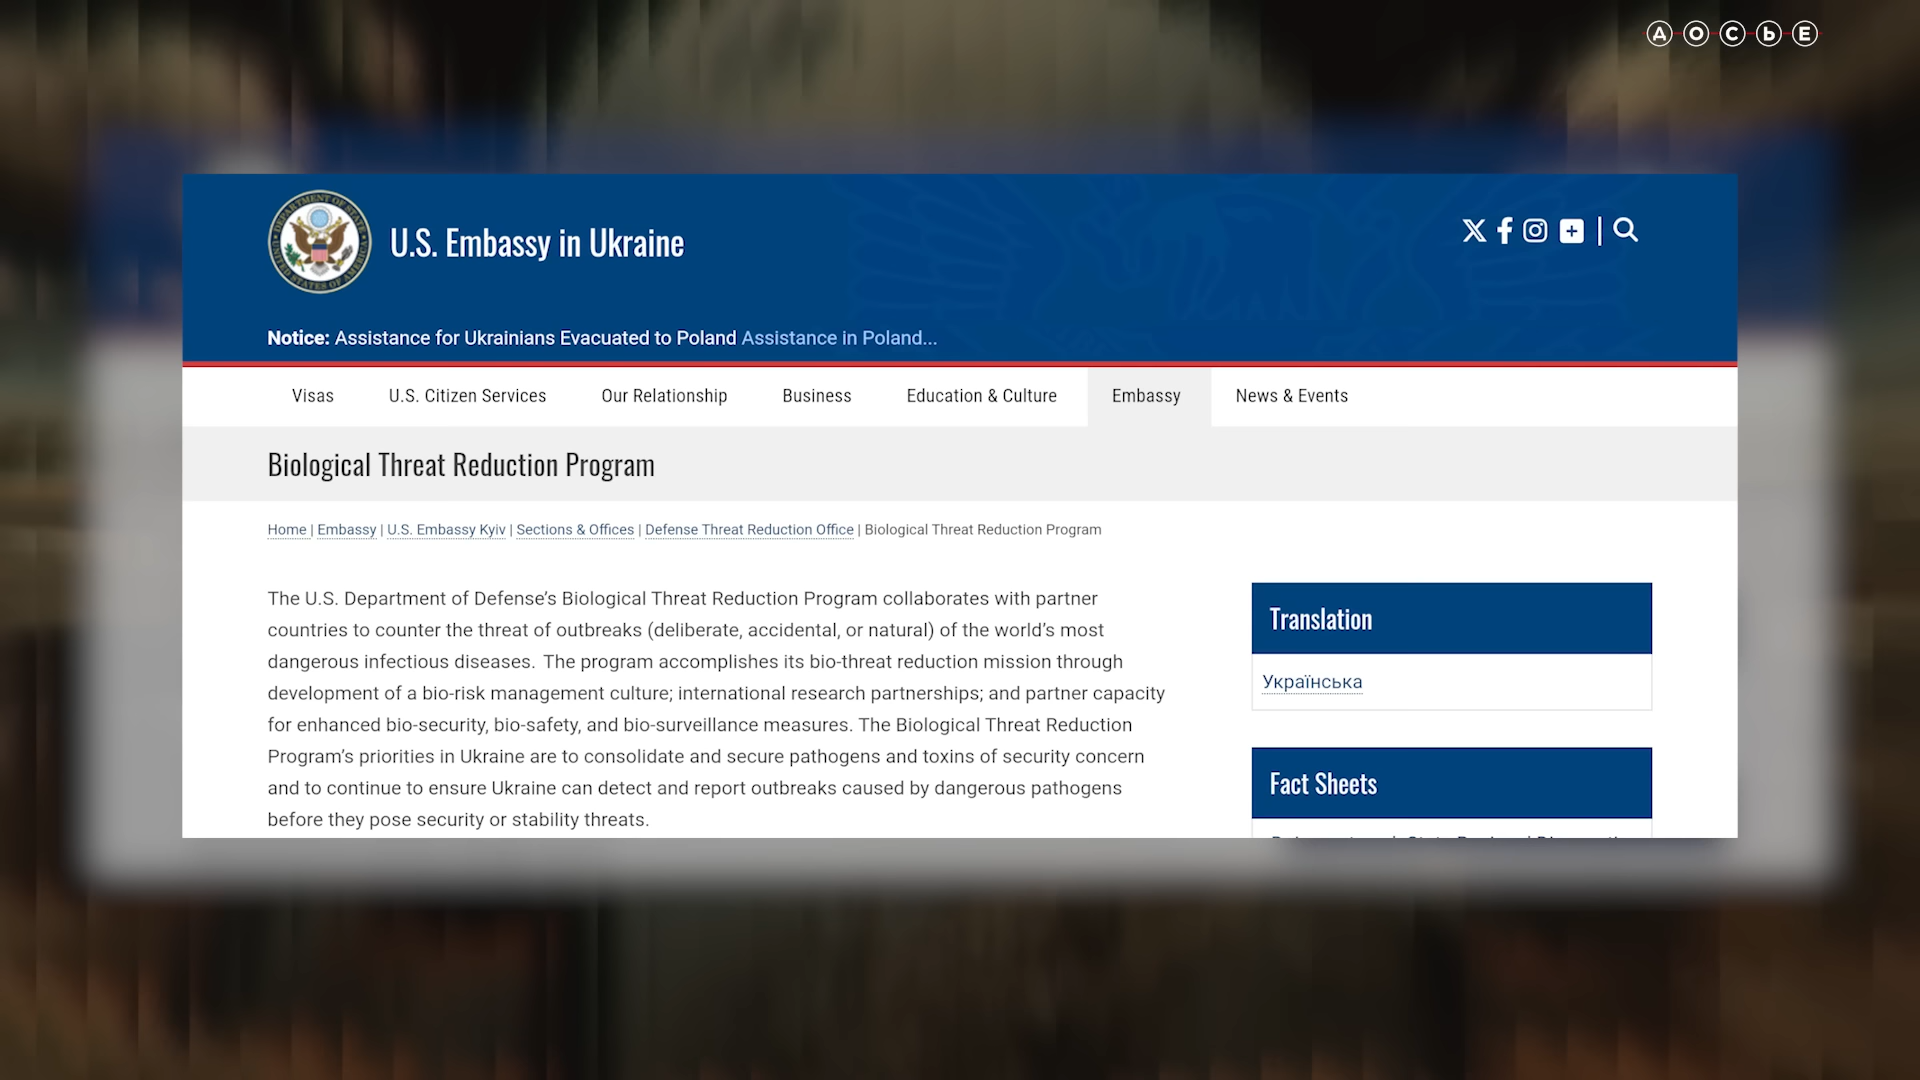 ДОСЬЕ
U.S. Embassy in Ukraine
Notice: Assistance for Ukrainians Evacuated to Poland Assistance in Poland...
Visas U.S. Citizen Services Our Relationship Business Education & Culture Embassy News & Events
Biological Threat Reduction Program
Home | Embassy | U.S. Embassy Kyiv | Sections & Offices | Defense Threat Reduction Office | Biological Threat Reduction Program
The U.S. Department of Defense’s Biological Threat Reduction Program collaborates with partner
countries to counter the threat of outbreaks (deliberate, accidental, or natural) of the world’s most
dangerous infectious diseases. The program accomplishes its bio-threat reduction mission through
development of a bio-risk management culture; international research partnerships; and partner capacity
for enhanced bio-security, bio-safety, and bio-surveillance measures. The Biological Threat Reduction
Program’s priorities in Ukraine are to consolidate and secure pathogens and toxins of security concern
and to continue to ensure Ukraine can detect and report outbreaks caused by dangerous pathogens
before they pose security or stability threats.
Translation
Українська
Fact Sheets